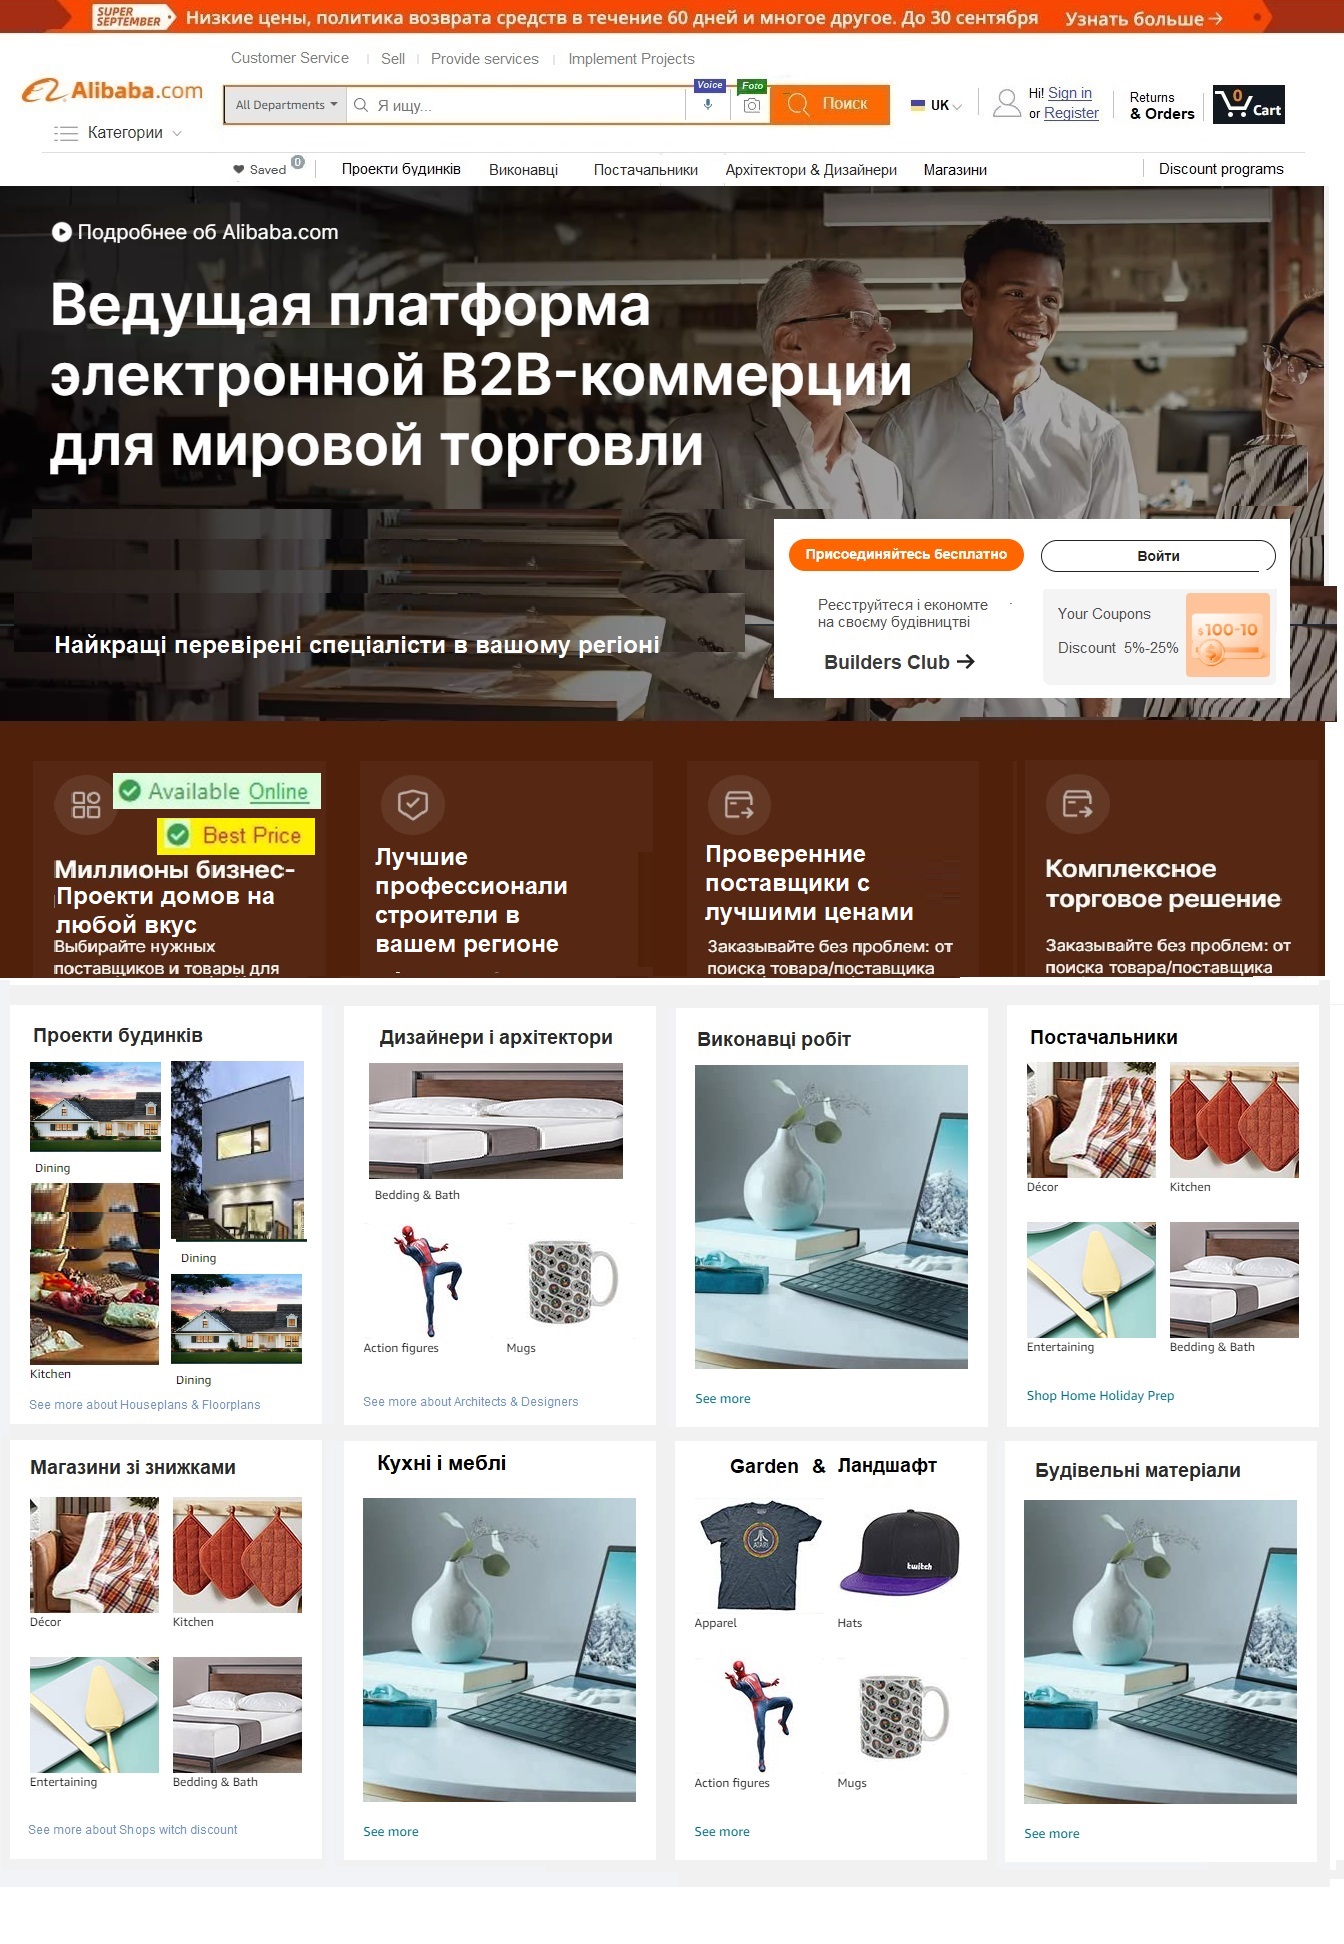 SUPER
SEPTEMBER
Низкие цены, политика возврата средств в течение 60 дней и многое другое. До 30 сентября
Узнать больше →
Customer Service
Sell
Provide services
Implement Projects
Alibaba.com
All Departments
Я ищу...
Voice
Foto
Поиск
UK
Hi! Sign in
or Register
Returns
& Orders
0
Cart
Категории
Saved
0
Проекти будинків
Виконавці
Постачальники
Архітектори & Дизайнери
Магазини
Discount programs
Подробнее об Alibaba.com
Ведущая платформа
электронной B2B-коммерции
для мировой торговли
Найкращі перевірені спеціалісти в вашому регіоні
Присоединяйтесь бесплатно
Войти
Реєструйтеся і економте
на своєму будівництві
Builders Club →
Your Coupons
Discount 5%-25%
$100-10
Available Online
Best Price
Миллионы бизнес-
Проекти домов на
любой вкус
Выбирайте нужных
поставщиков и товары для
Лучшие
профессионали
строители в
вашем регионе
Проверенние
поставщики с
лучшими ценами
Заказывайте без проблем: от
поиска товара/поставщика
Комплексное
торговое решение
Заказывайте без проблем: от
поиска товара/поставщика
Проекти будинків
Dining
Dining
Kitchen
Dining
See more about Houseplans & Floorplans
Дизайнери і архітектори
Bedding & Bath
Action figures
Mugs
See more about Architects & Designers
Виконавці робіт
See more
Постачальники
Décor
Kitchen
Entertaining
Bedding & Bath
Shop Home Holiday Prep
Магазини зі знижками
Décor
Kitchen
Entertaining
Bedding & Bath
See more about Shops witch discount
Кухні і меблі
See more
Garden & Ландшафт
ATARI
twitch
Apparel
Hats
Action figures
Mugs
See more
Будівельні матеріали
See more